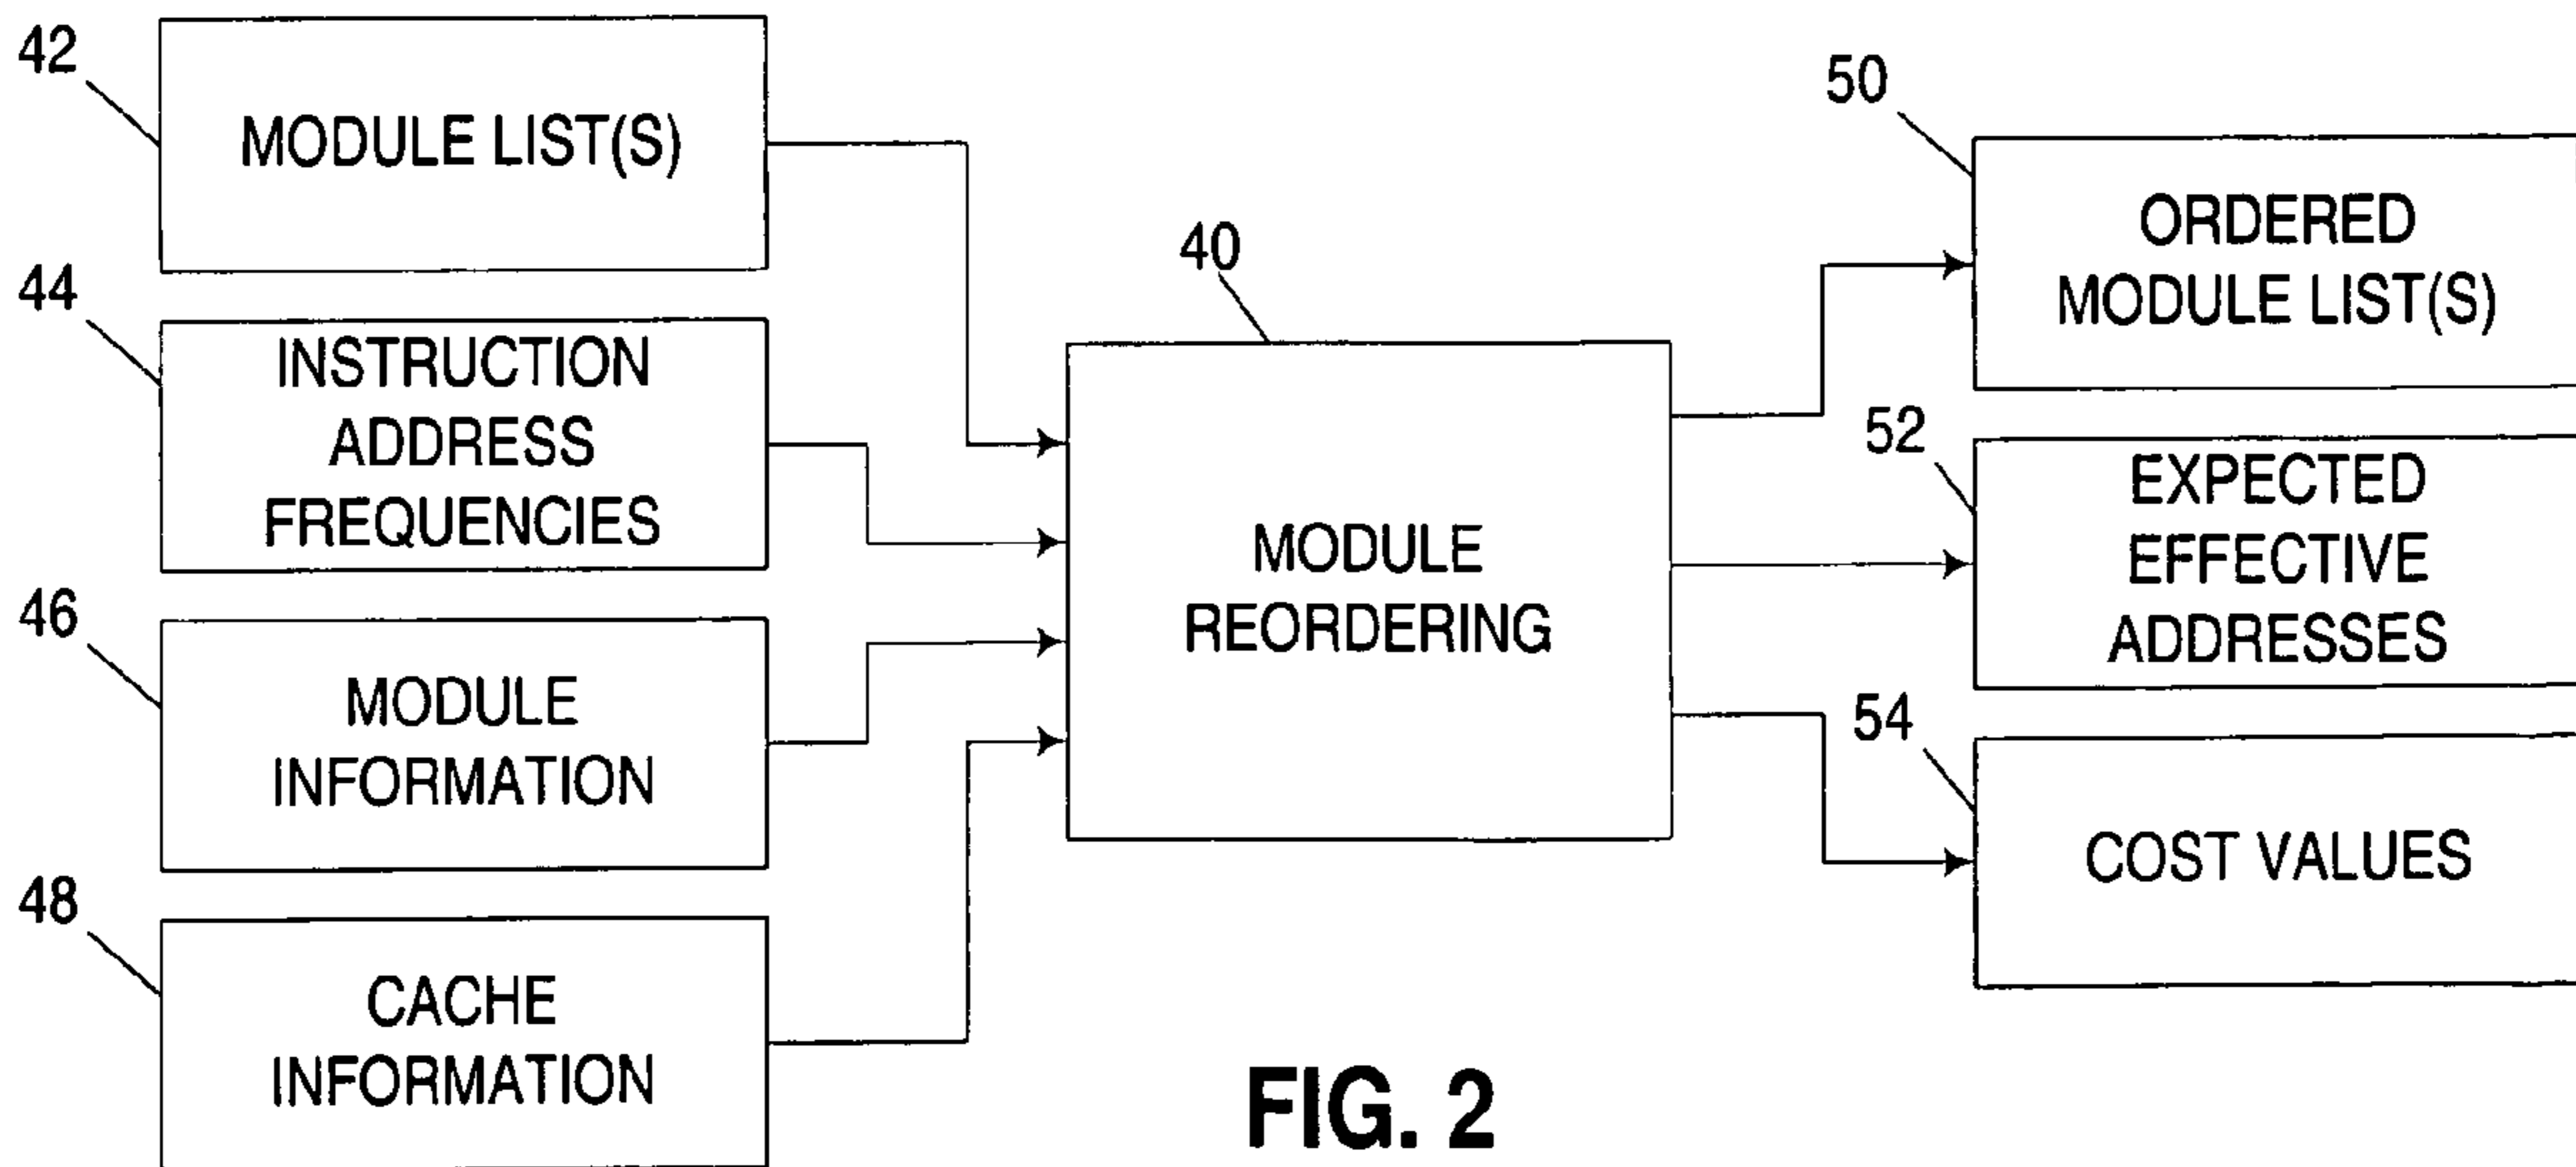 42
MODULE LIST(S)
44
INSTRUCTION
ADDRESS
FREQUENCIES
46
MODULE
INFORMATION
48
CACHE
INFORMATION
40
MODULE
REORDERING
50
ORDERED
MODULE LIST(S)
52
EXPECTED
EFFECTIVE
ADDRESSES
54
COST VALUES
FIG. 2